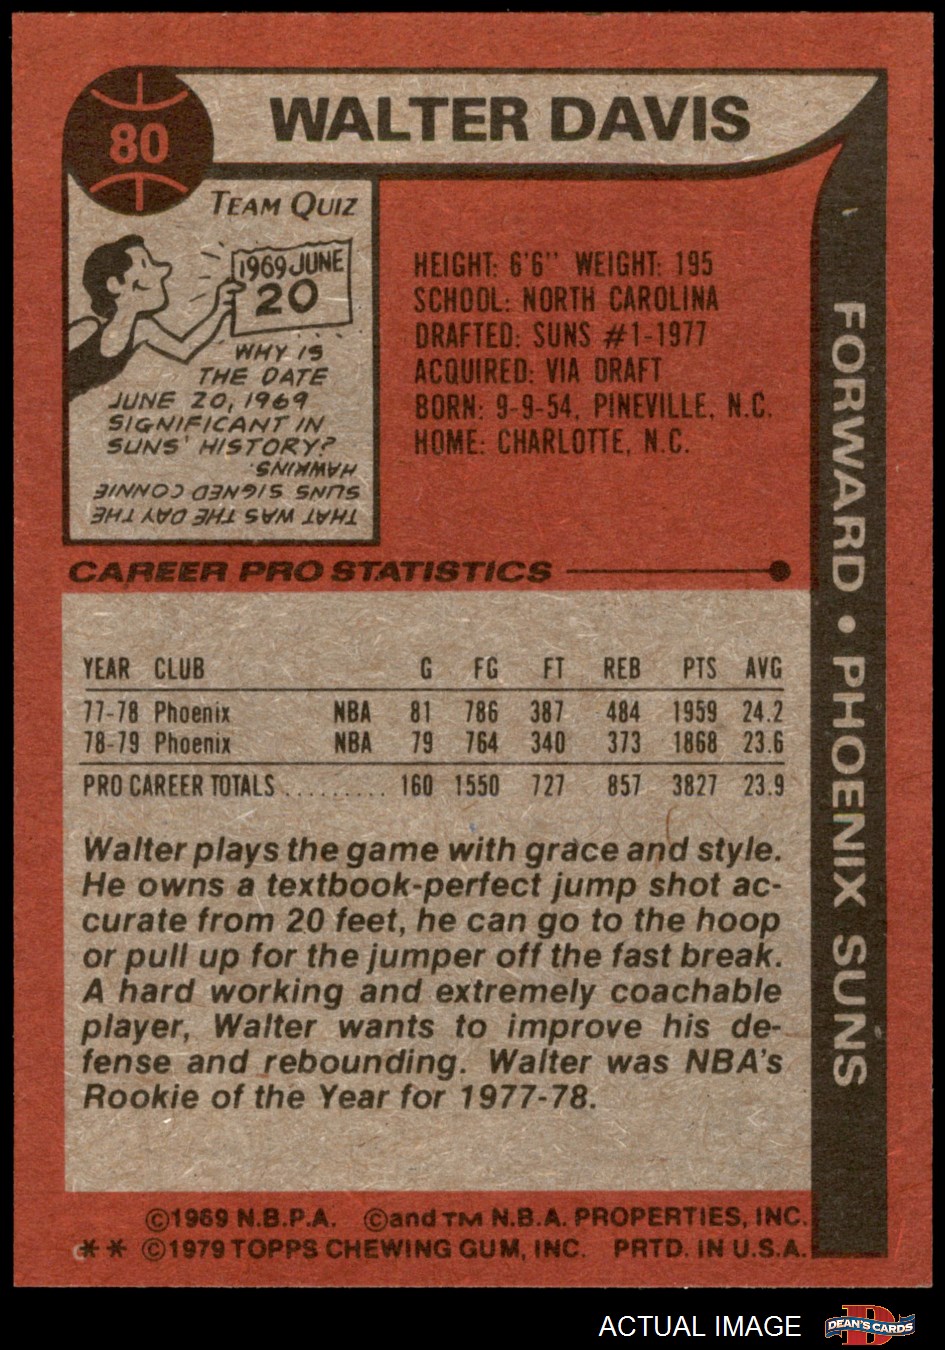 80
WALTER DAVIS
TEAM QUIZ
1969 JUNE
20
WHY IS
THE DATE
JUNE 20, 1969
SIGNIFICANT IN
SUNS' HISTORY?
THAT WAS THE DAY THE
SUNS SIGNED CONNIE
HAWKINS.
HEIGHT: 6'6" WEIGHT: 195
SCHOOL: NORTH CAROLINA
DRAFTED: SUNS #1-1977
ACQUIRED: VIA DRAFT
BORN: 9-9-54, PINEVILLE, N.C.
HOME: CHARLOTTE, N.C.
FORWARD • PHOENIX SUNS
CAREER PRO STATISTICS
YEAR CLUB G FG FT REB PTS AVG
77-78 Phoenix NBA 81 786 387 484 1959 24.2
78-79 Phoenix NBA 79 764 340 373 1868 23.6
PRO CAREER TOTALS.......... 160 1550 727 857 3827 23.9
Walter plays the game with grace and style.
He owns a textbook-perfect jump shot ac-
curate from 20 feet, he can go to the hoop
or pull up for the jumper off the fast break.
A hard working and extremely coachable
player, Walter wants to improve his de-
fense and rebounding. Walter was NBA's
Rookie of the Year for 1977-78.
©1969 N.B.P.A. ©and TM N.B.A. PROPERTIES, INC.
** ©1979 TOPPS CHEWING GUM, INC. PRTD. IN U.S.A.
ACTUAL IMAGE
DEAN'S CARDS